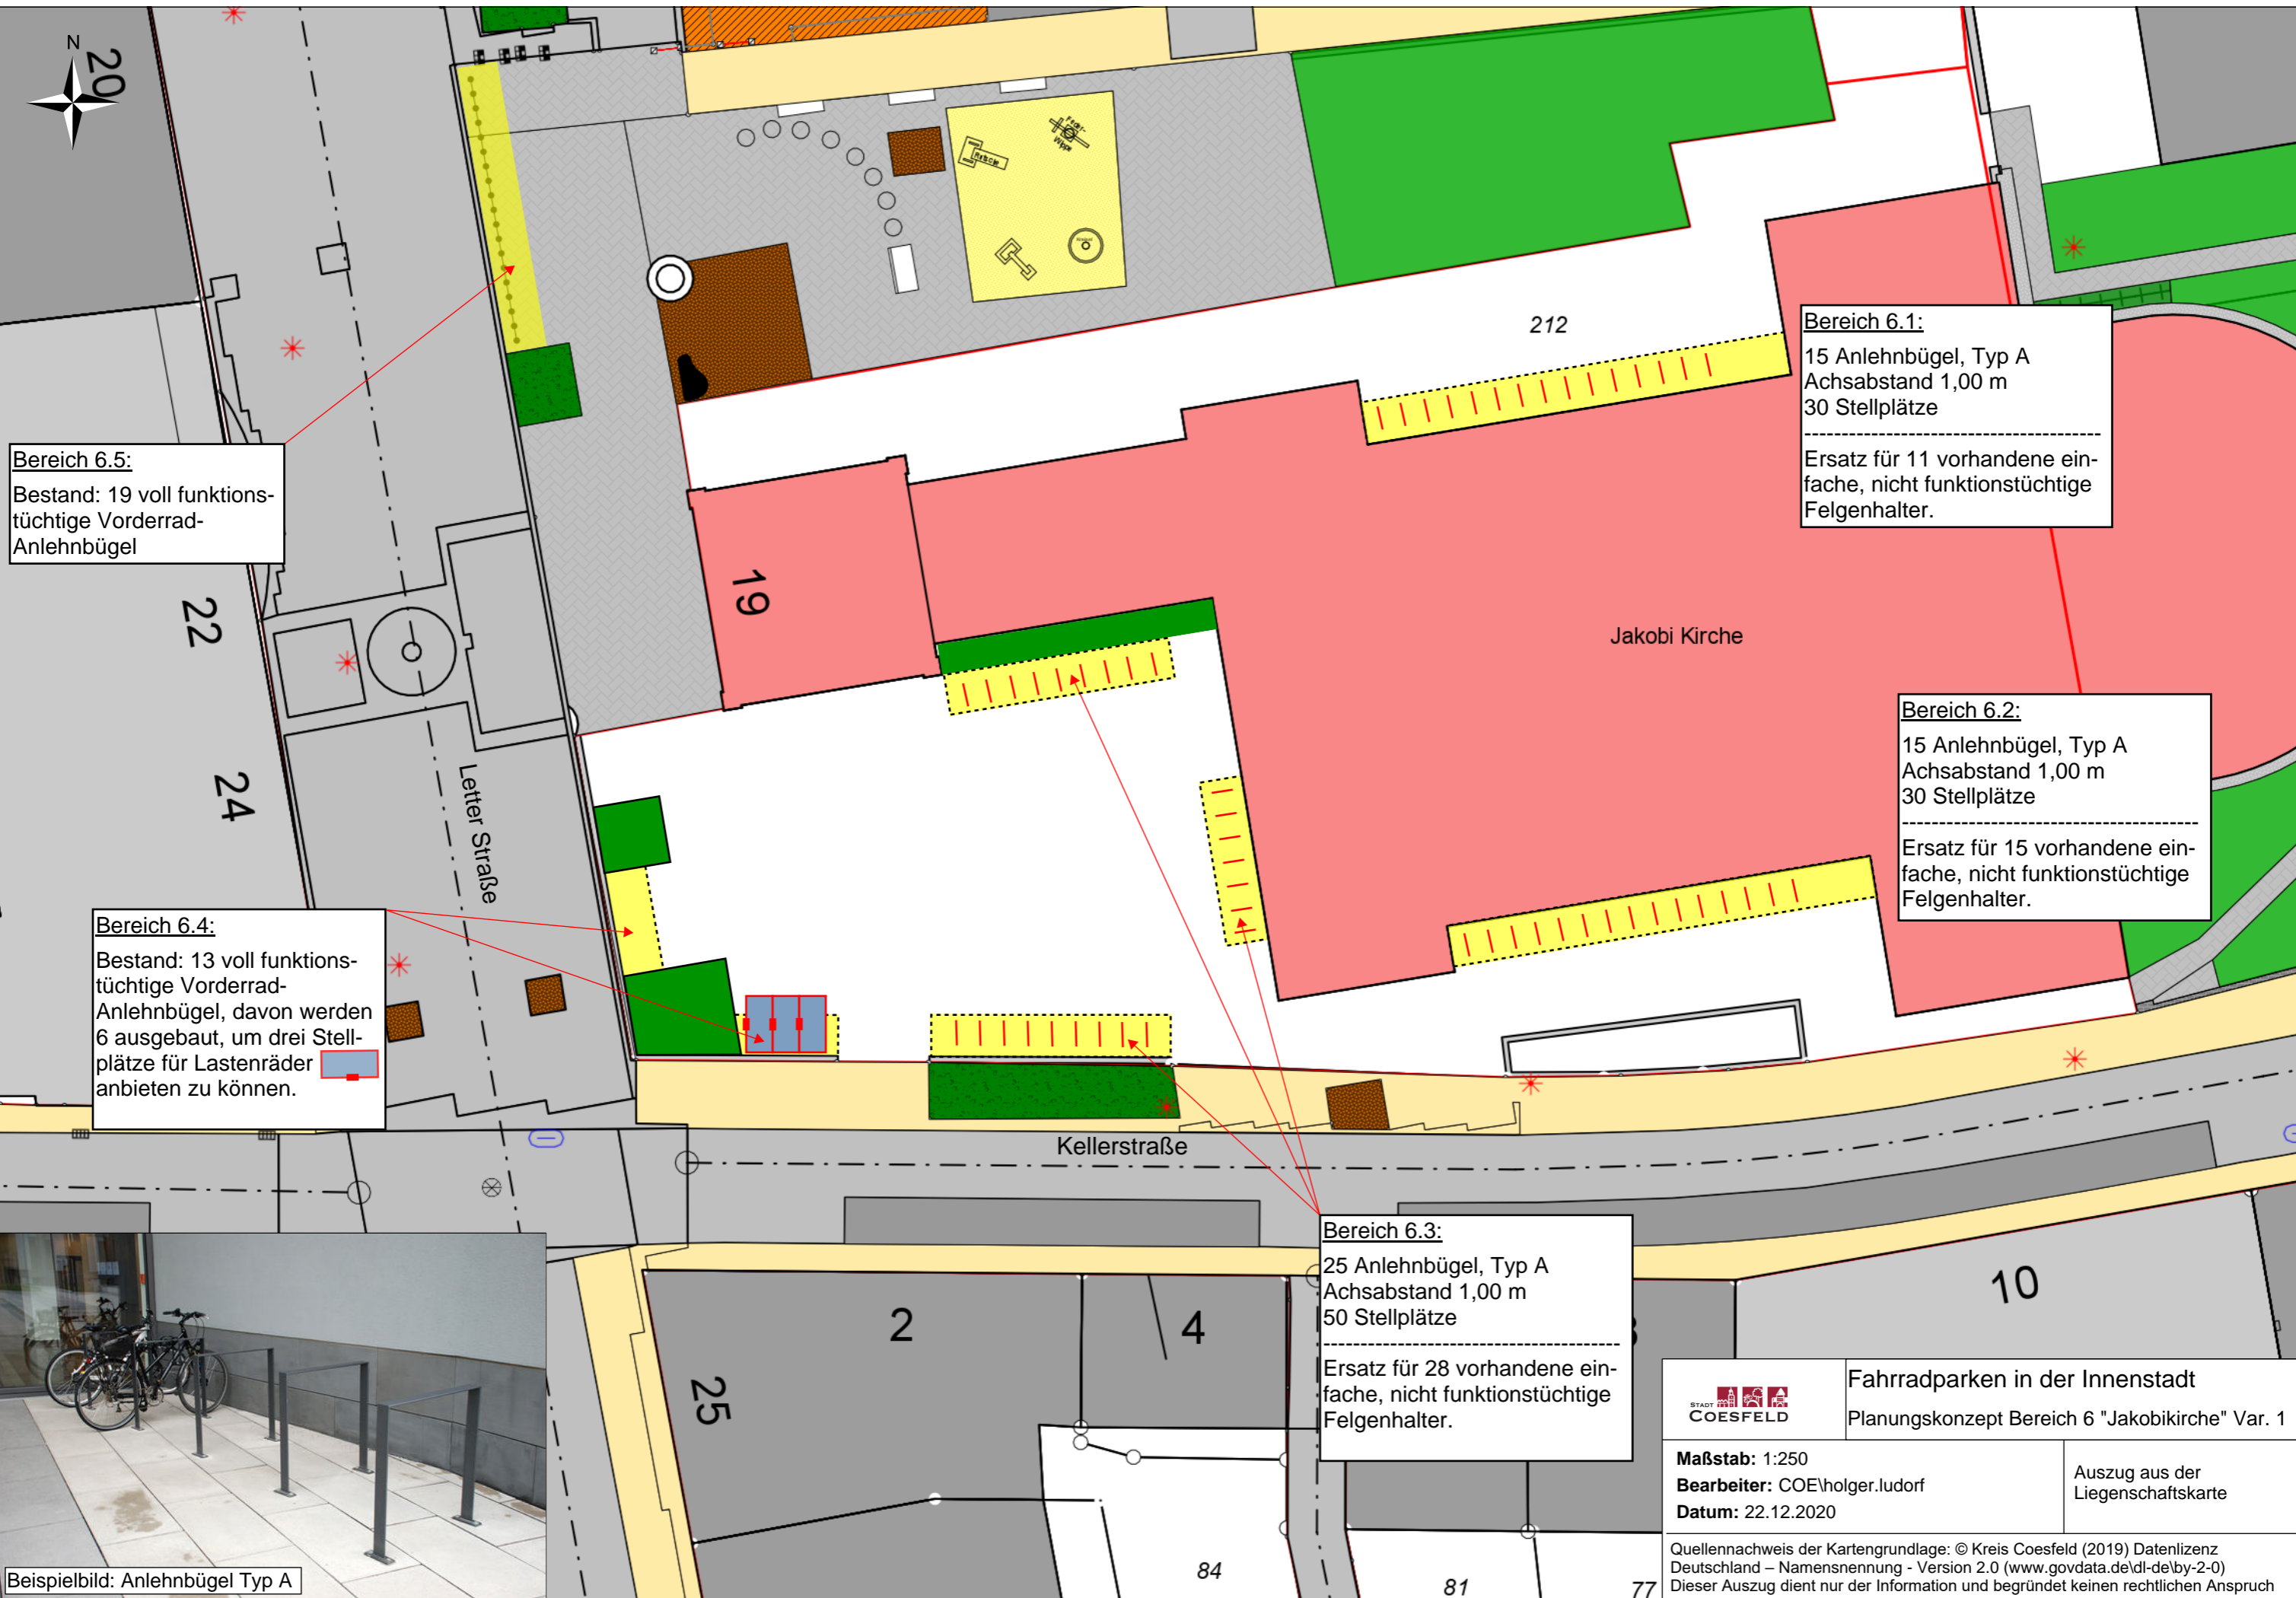 N
20
212
Bereich 6.1:
15 Anlehnbügel, Typ A
Achsabstand 1,00 m
30 Stellplätze
Ersatz für 11 vorhandene ein-
fache, nicht funktionstüchtige
Felgenhalter.
Bereich 6.5:
Bestand: 19 voll funktions-
tüchtige Vorderrad-
Anlehnbügel
19
22
Jakobi Kirche
Bereich 6.2:
15 Anlehnbügel, Typ A
Achsabstand 1,00 m
30 Stellplätze
Ersatz für 15 vorhandene ein-
fache, nicht funktionstüchtige
Felgenhalter.
24
Letter Straße
Bereich 6.4:
Bestand: 13 voll funktions-
tüchtige Vorderrad-
Anlehnbügel, davon werden
6 ausgebaut, um drei Stell-
plätze für Lastenräder
anbieten zu können.
Kellerstraße
Bereich 6.3:
25 Anlehnbügel, Typ A
Achsabstand 1,00 m
50 Stellplätze
Ersatz für 28 vorhandene ein-
fache, nicht funktionstüchtige
Felgenhalter.
2
4
10
25
84
81
77
Beispielbild: Anlehnbügel Typ A
STADT
COESFELD
Fahrradparken in der Innenstadt
Planungskonzept Bereich 6 "Jakobikirche" Var. 1
Maßstab: 1:250
Bearbeiter: COE\holger.ludorf
Datum: 22.12.2020
Auszug aus der
Liegenschaftskarte
Quellennachweis der Kartengrundlage: © Kreis Coesfeld (2019) Datenlizenz
Deutschland – Namensnennung - Version 2.0 (www.govdata.de\dl-de\by-2-0)
Dieser Auszug dient nur der Information und begründet keinen rechtlichen Anspruch